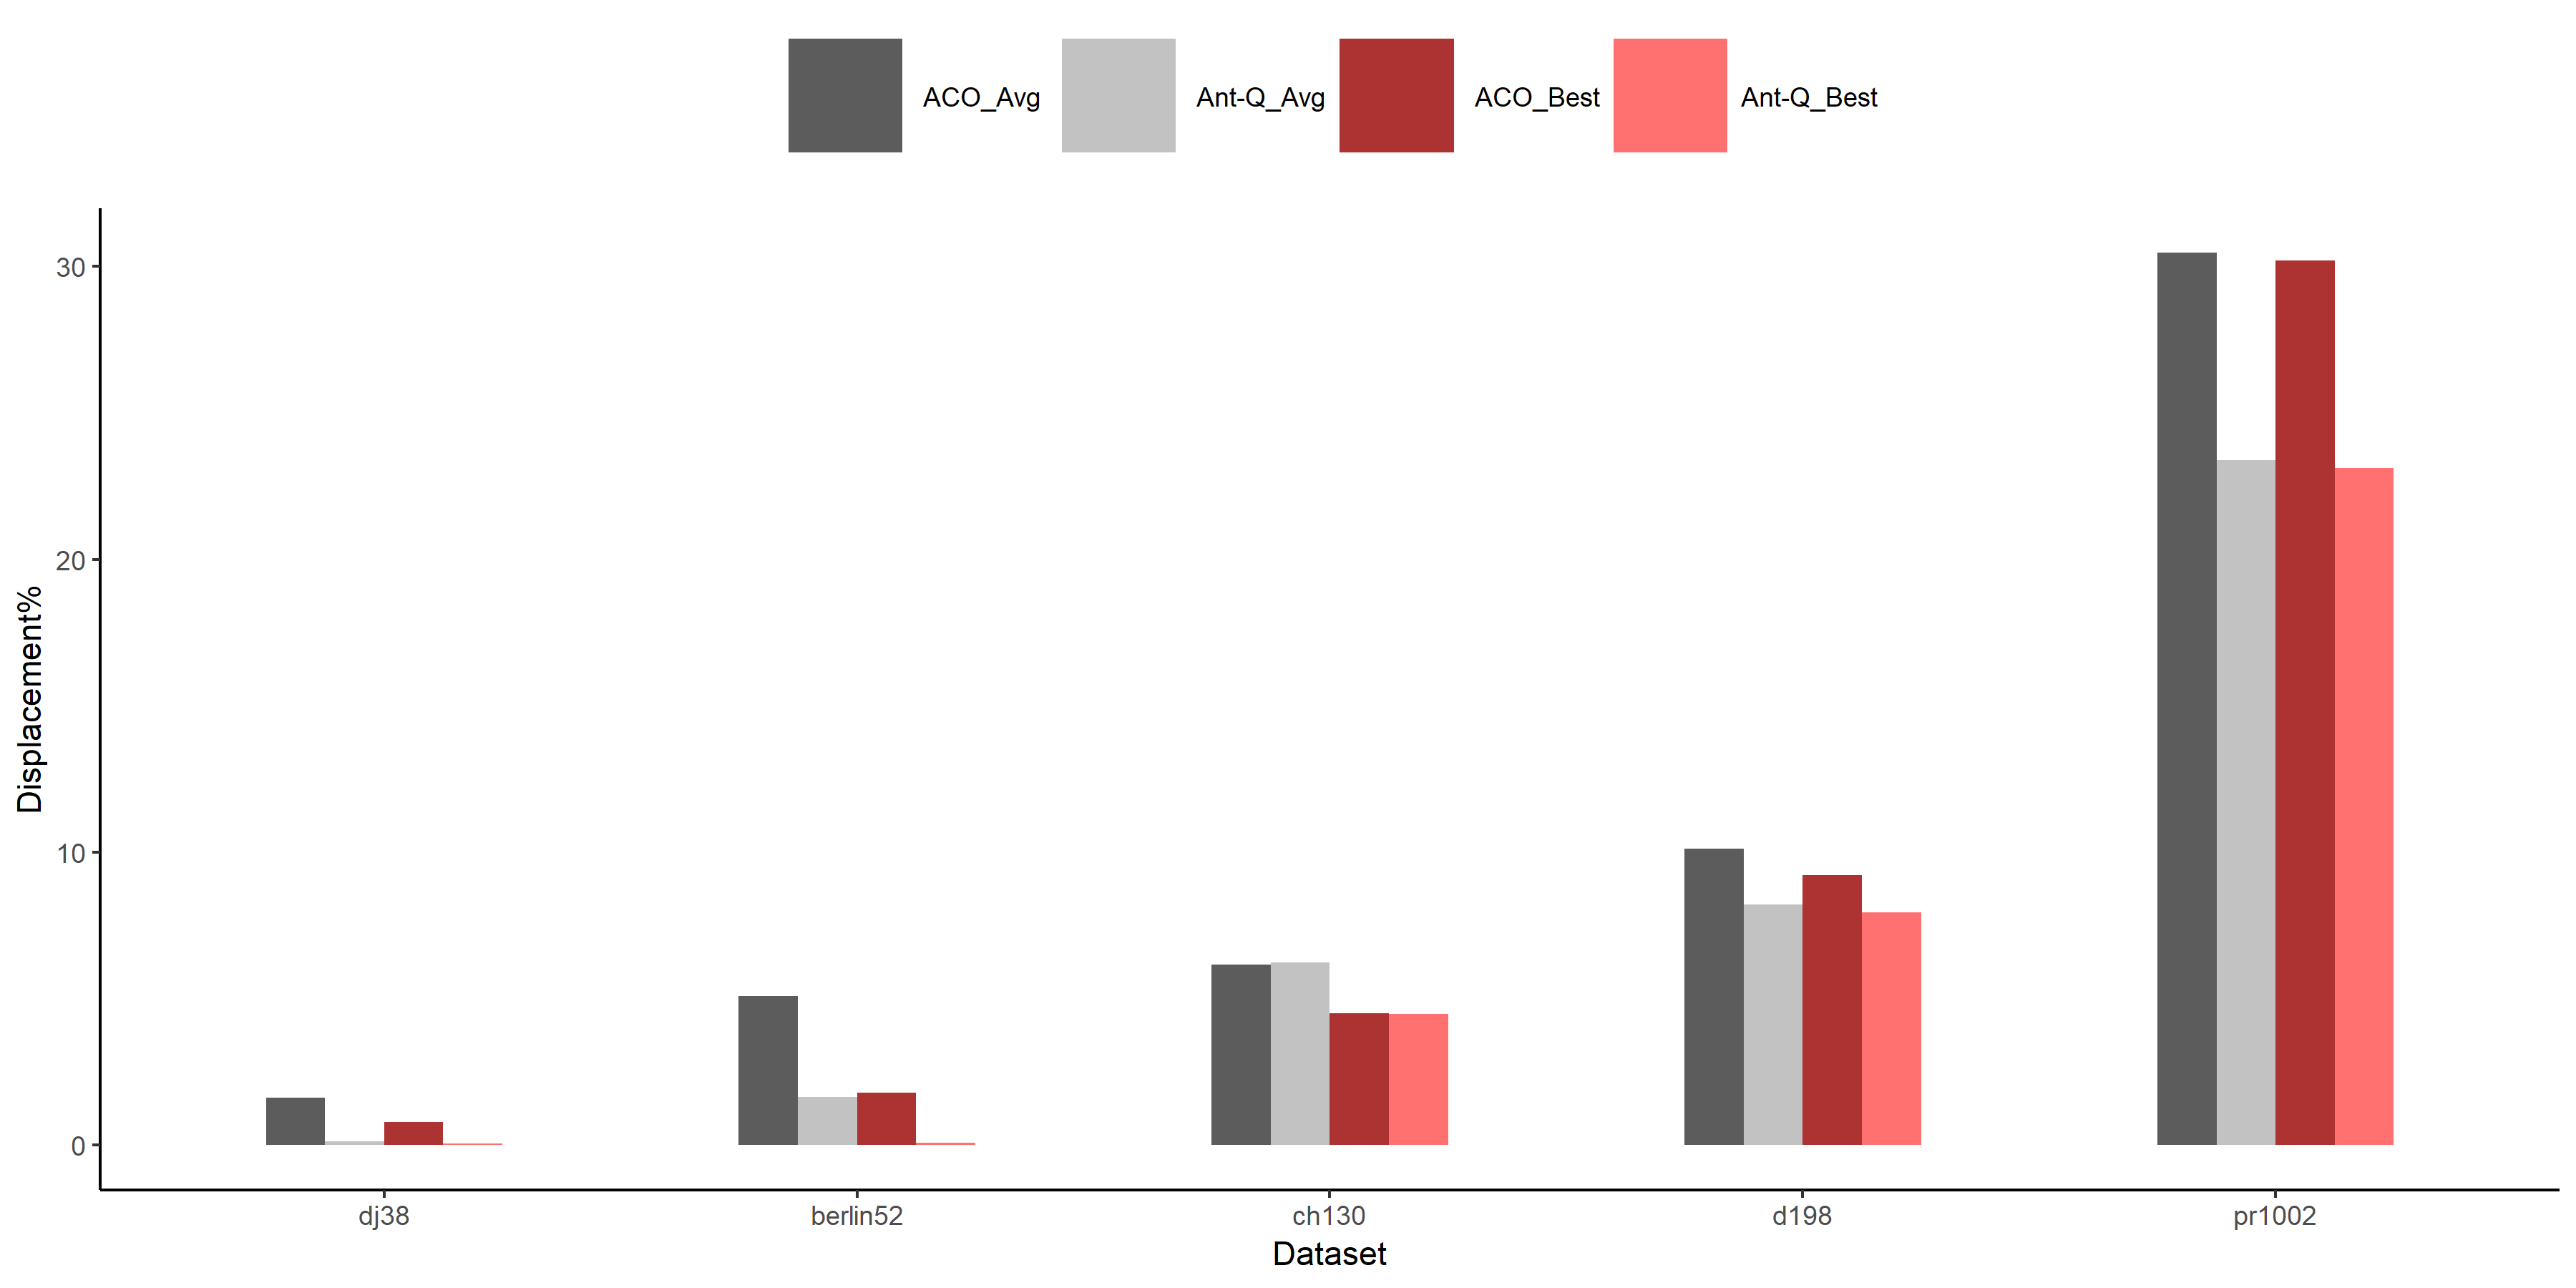 ACO_Avg Ant-Q_Avg ACO_Best Ant-Q_Best
30
20
10
0
Displacement%
dj38 berlin52 ch130 d198 pr1002
Dataset